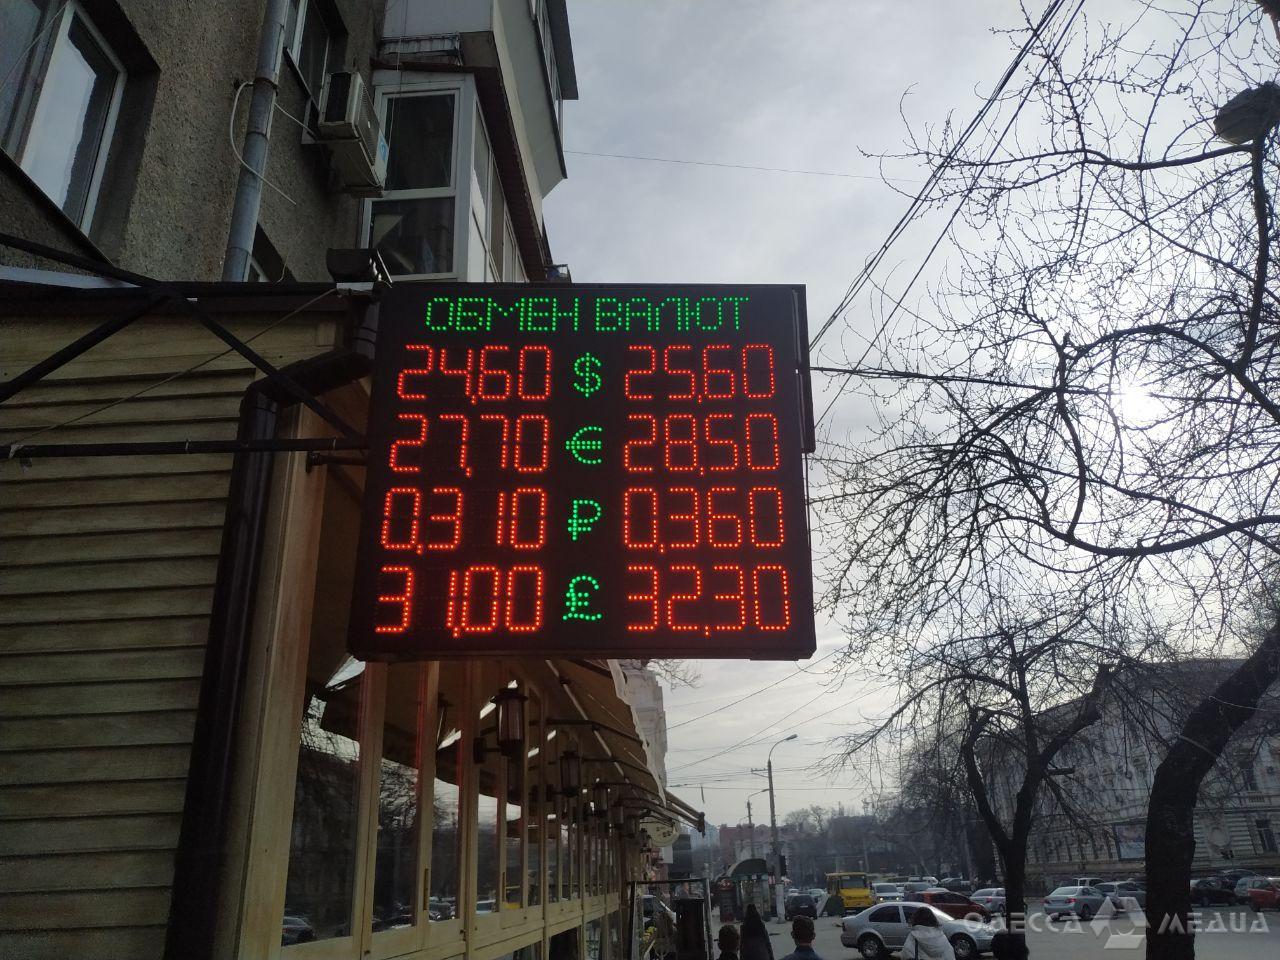 ОБМЕН ВАЛЮТ
24,60 $ 25,60
27,70 € 28,50
0,310 ₽ 0,360
31,00 £ 32,30
ОДЕССА МЕДИА